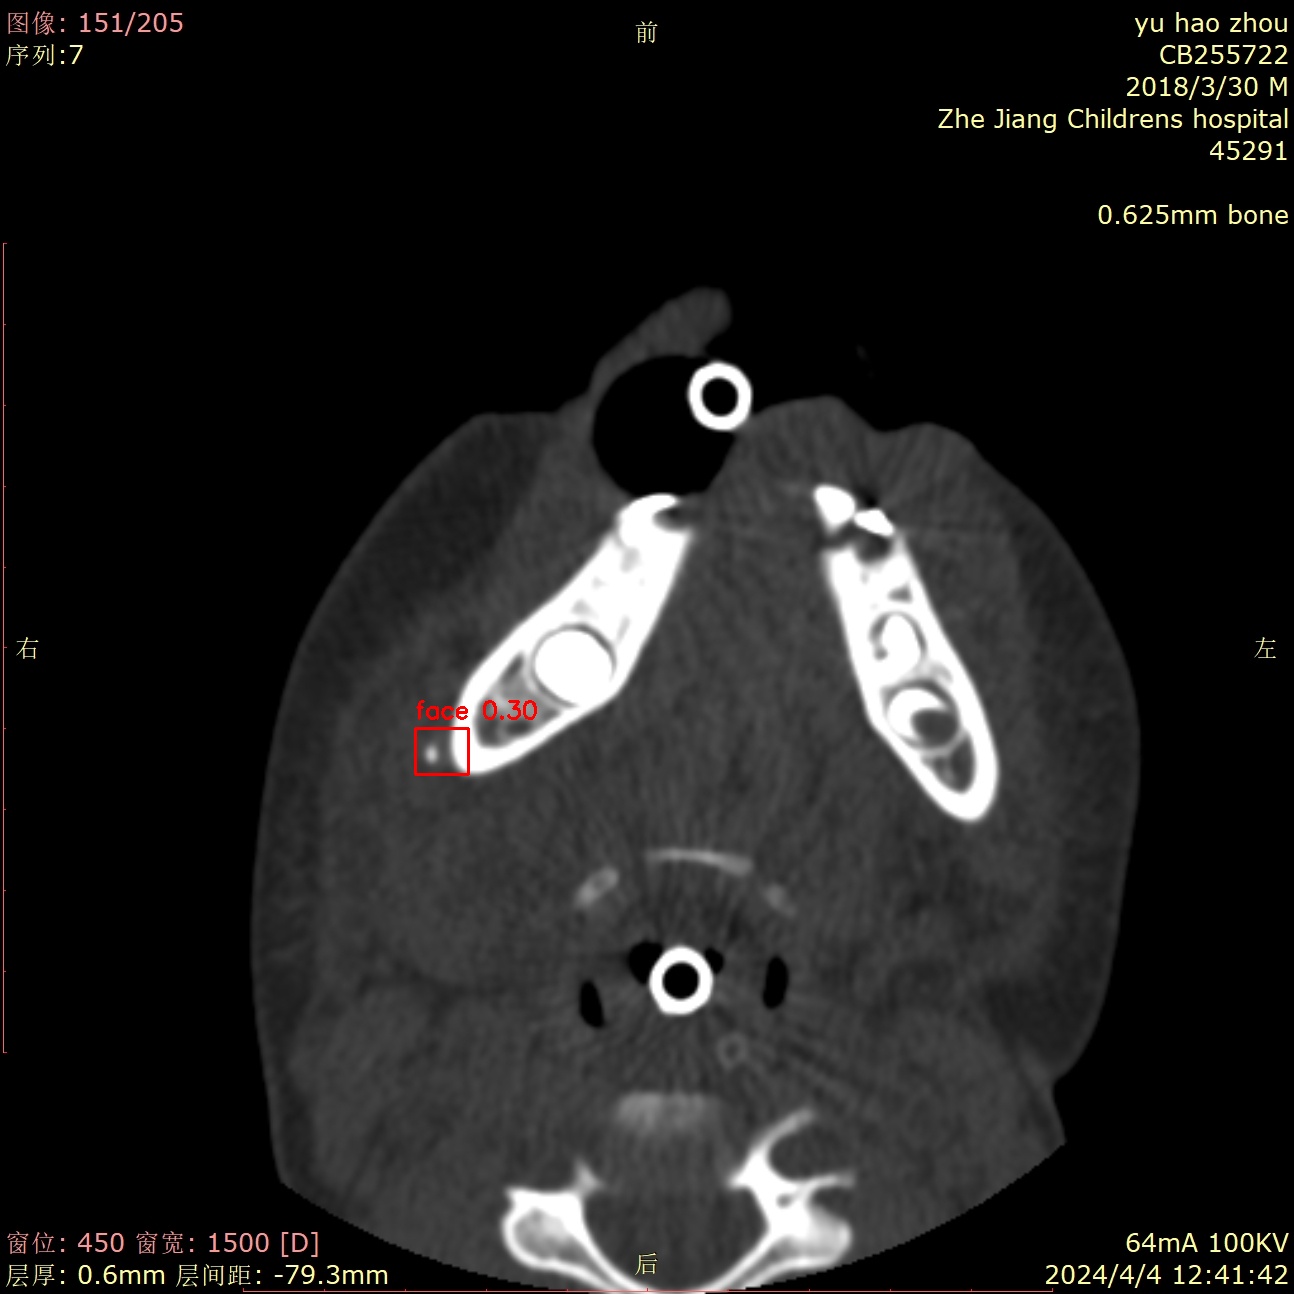 图像: 151/205
序列:7
前
yu hao zhou
CB255722
2018/3/30 M
Zhe Jiang Childrens hospital
45291
0.625mm bone
右
左
face 0.30
窗位: 450 窗宽: 1500 [D]
层厚: 0.6mm 层间距: -79.3mm
后
64mA 100KV
2024/4/4 12:41:42